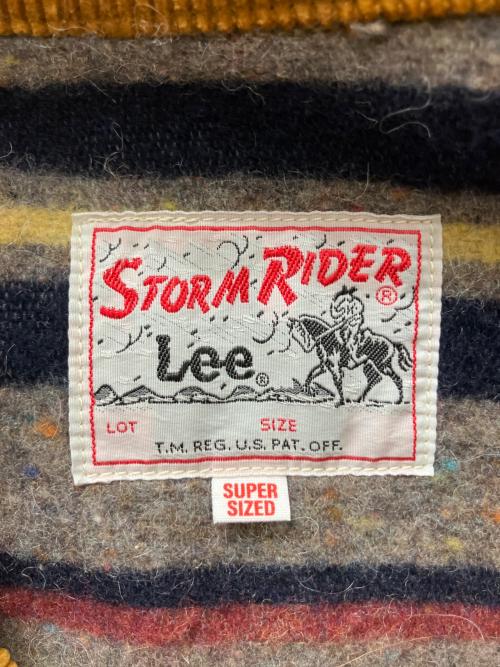 STORM RIDER ®
Lee ®
LOT SIZE
T.M. REG. U.S. PAT. OFF.
SUPER
SIZED